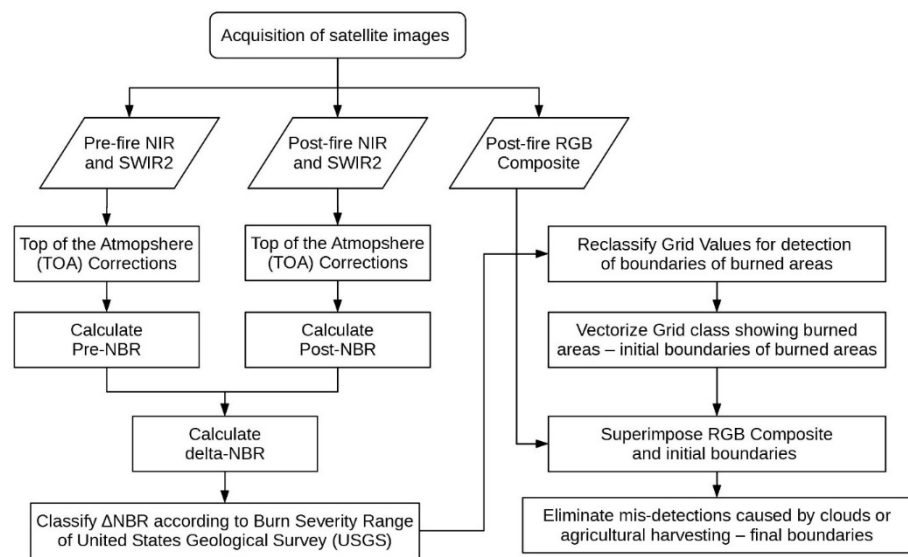 Acquisition of satellite images
Pre-fire NIR
and SWIR2
Post-fire NIR
and SWIR2
Post-fire RGB
Composite
Top of the Atmopshere
(TOA) Corrections
Top of the Atmopshere
(TOA) Corrections
Calculate
Pre-NBR
Calculate
Post-NBR
Calculate
delta-NBR
Classify ΔNBR according to Burn Severity Range
of United States Geological Survey (USGS)
Reclassify Grid Values for detection
of boundaries of burned areas
Vectorize Grid class showing burned
areas – initial boundaries of burned areas
Superimpose RGB Composite
and initial boundaries
Eliminate mis-detections caused by clouds or
agricultural harvesting – final boundaries